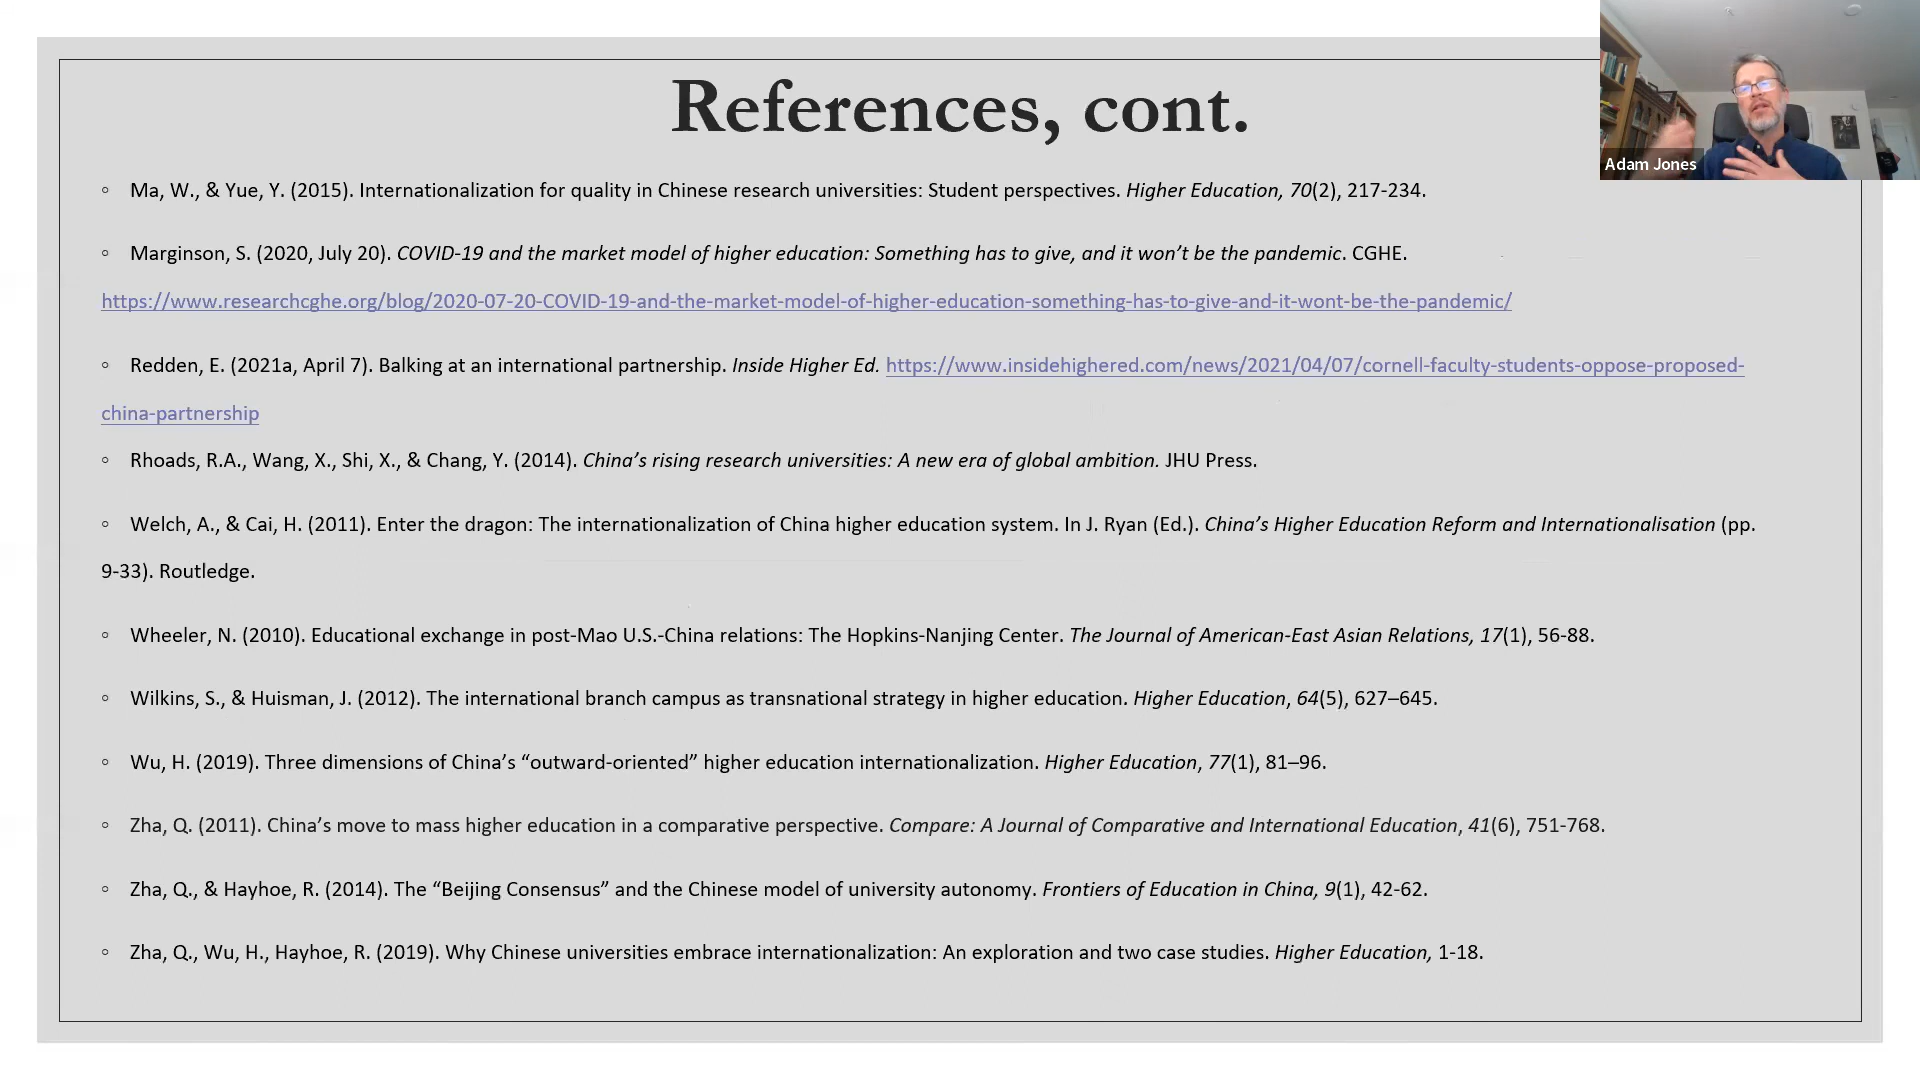 References, cont.
Adam Jones
◦ Ma, W., & Yue, Y. (2015). Internationalization for quality in Chinese research universities: Student perspectives. Higher Education, 70(2), 217-234.
◦ Marginson, S. (2020, July 20). COVID-19 and the market model of higher education: Something has to give, and it won’t be the pandemic. CGHE.
https://www.researchcghe.org/blog/2020-07-20-COVID-19-and-the-market-model-of-higher-education-something-has-to-give-and-it-wont-be-the-pandemic/
◦ Redden, E. (2021a, April 7). Balking at an international partnership. Inside Higher Ed. https://www.insidehighered.com/news/2021/04/07/cornell-faculty-students-oppose-proposed-
china-partnership
◦ Rhoads, R.A., Wang, X., Shi, X., & Chang, Y. (2014). China’s rising research universities: A new era of global ambition. JHU Press.
◦ Welch, A., & Cai, H. (2011). Enter the dragon: The internationalization of China higher education system. In J. Ryan (Ed.). China’s Higher Education Reform and Internationalisation (pp.
9-33). Routledge.
◦ Wheeler, N. (2010). Educational exchange in post-Mao U.S.-China relations: The Hopkins-Nanjing Center. The Journal of American-East Asian Relations, 17(1), 56-88.
◦ Wilkins, S., & Huisman, J. (2012). The international branch campus as transnational strategy in higher education. Higher Education, 64(5), 627–645.
◦ Wu, H. (2019). Three dimensions of China’s “outward-oriented” higher education internationalization. Higher Education, 77(1), 81–96.
◦ Zha, Q. (2011). China’s move to mass higher education in a comparative perspective. Compare: A Journal of Comparative and International Education, 41(6), 751-768.
◦ Zha, Q., & Hayhoe, R. (2014). The “Beijing Consensus” and the Chinese model of university autonomy. Frontiers of Education in China, 9(1), 42-62.
◦ Zha, Q., Wu, H., Hayhoe, R. (2019). Why Chinese universities embrace internationalization: An exploration and two case studies. Higher Education, 1-18.